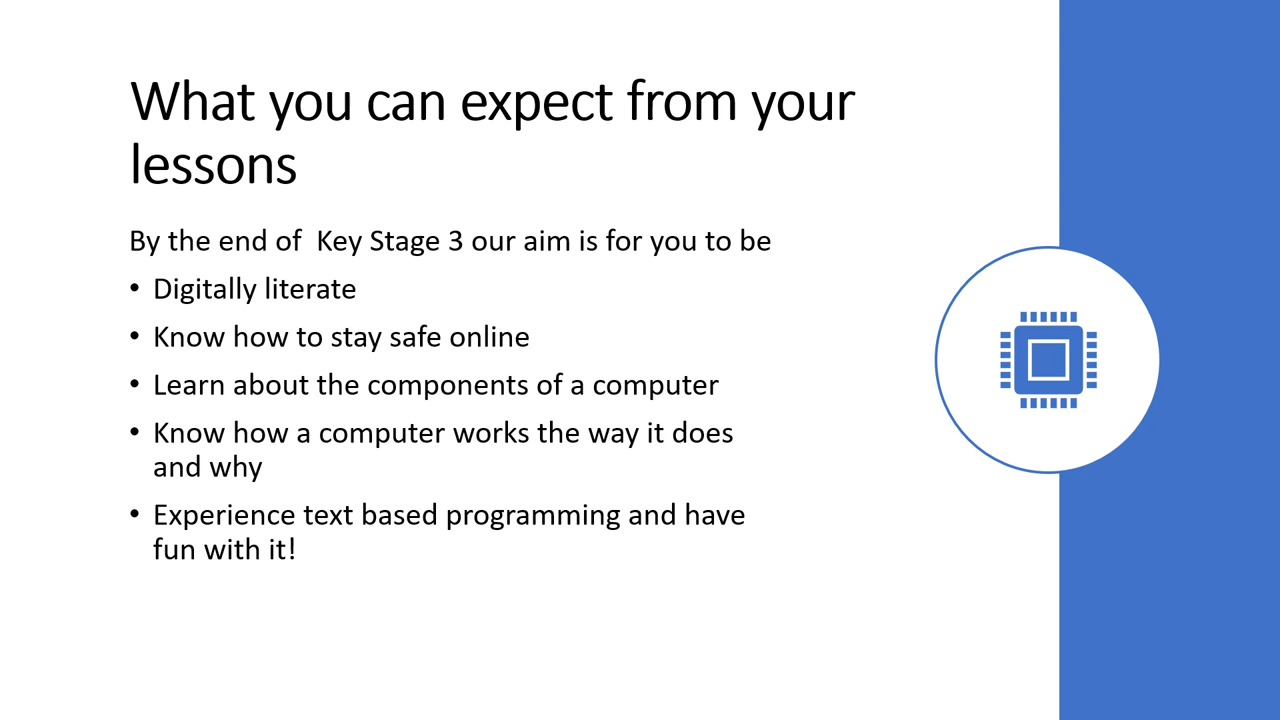 What you can expect from your
lessons
By the end of  Key Stage 3 our aim is for you to be
• Digitally literate
• Know how to stay safe online
• Learn about the components of a computer
• Know how a computer works the way it does
and why
• Experience text based programming and have
fun with it!